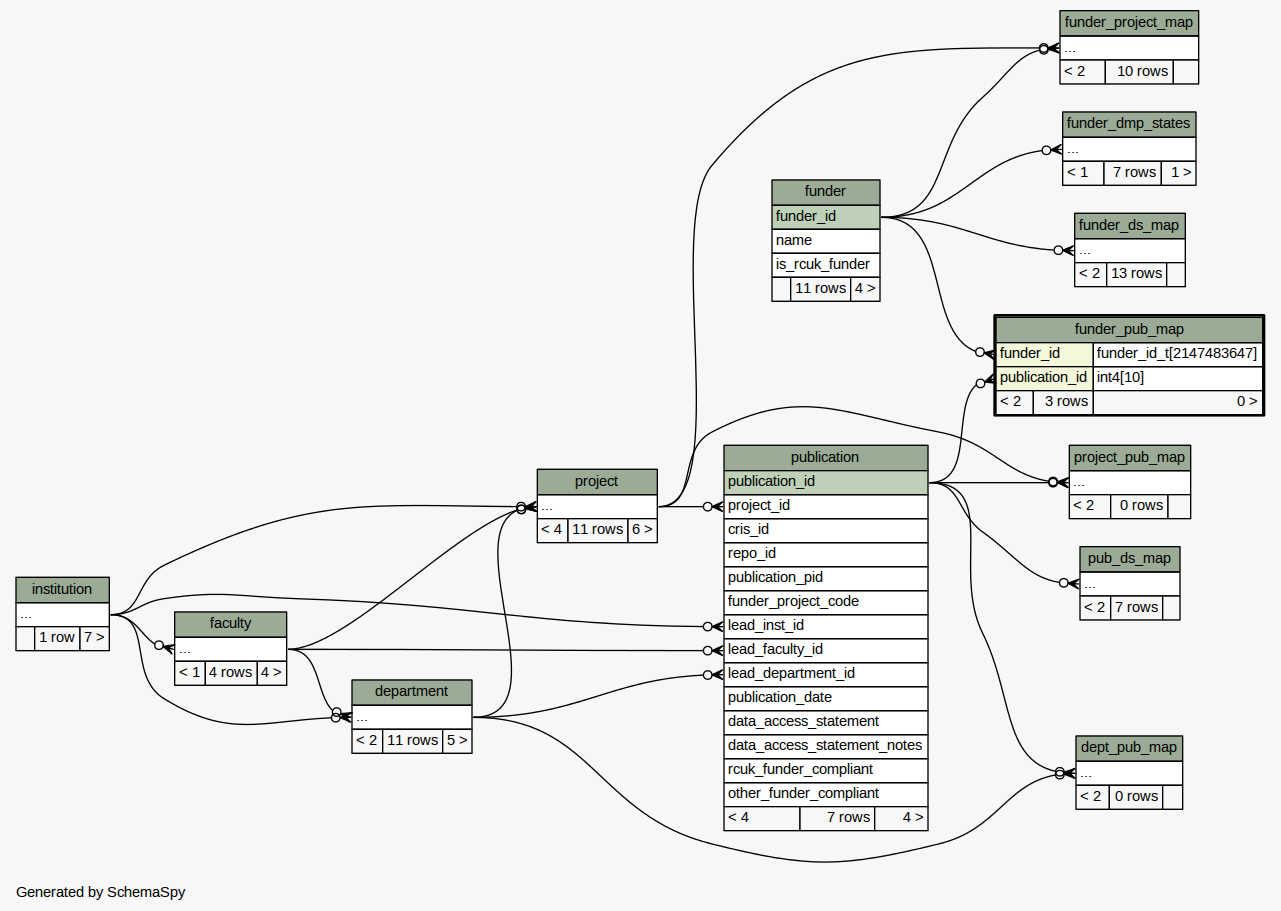 funder_project_map
...
< 2 10 rows
funder_dmp_states
...
< 1 7 rows 1 >
funder
funder_id
name
is_rcuk_funder
11 rows 4 >
funder_ds_map
...
< 2 13 rows
funder_pub_map
funder_id funder_id_t[2147483647]
publication_id int4[10]
< 2 3 rows 0 >
publication
publication_id
project_id
cris_id
repo_id
publication_pid
funder_project_code
lead_inst_id
lead_faculty_id
lead_department_id
publication_date
data_access_statement
data_access_statement_notes
rcuk_funder_compliant
other_funder_compliant
< 4 7 rows 4 >
project_pub_map
...
< 2 0 rows
project
...
< 4 11 rows 6 >
pub_ds_map
...
< 2 7 rows
institution
...
1 row 7 >
faculty
...
< 1 4 rows 4 >
department
...
< 2 11 rows 5 >
dept_pub_map
...
< 2 0 rows
Generated by SchemaSpy